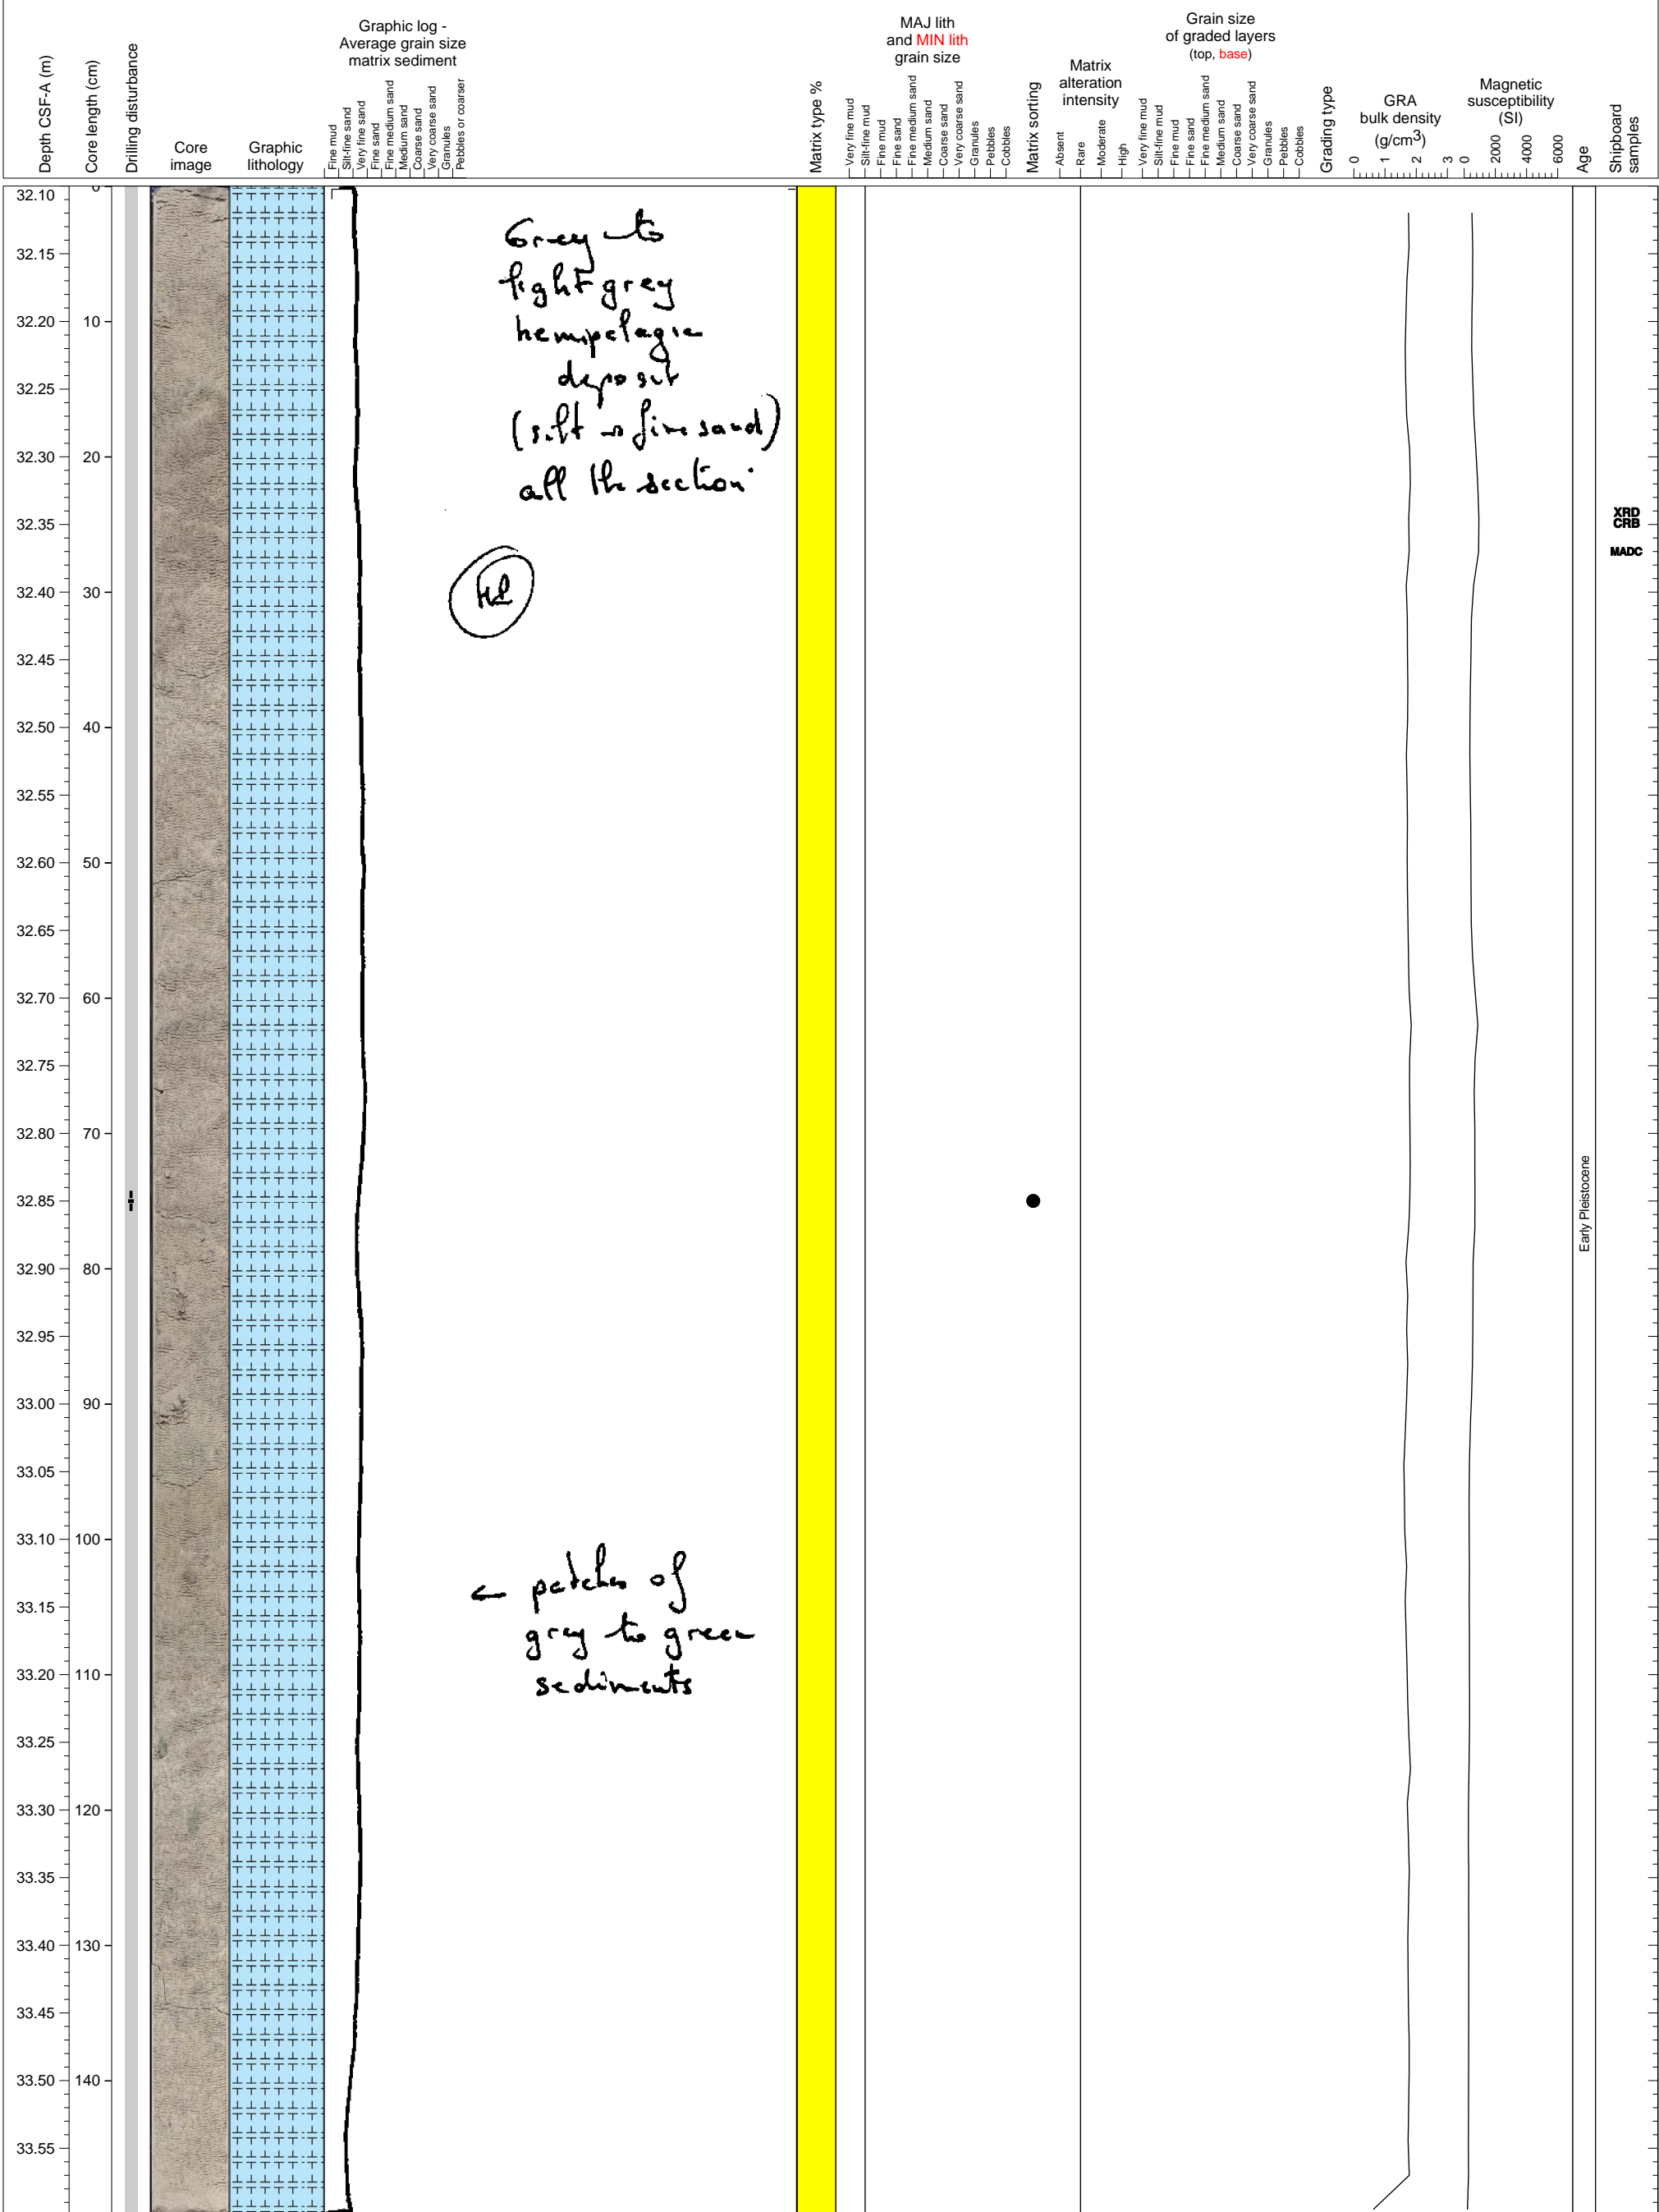 Depth CSF-A (m)
Core length (cm)
Drilling disturbance
Core
image
Graphic
lithology
Graphic log -
Average grain size
matrix sediment
Fine mud
Silt-fine sand
Very fine sand
Fine sand
Fine medium sand
Medium sand
Coarse sand
Very coarse sand
Granules
Pebbles or coarser
Matrix type %
MAJ lith
and MIN lith
grain size
Very fine mud
Silt-fine mud
Fine mud
Fine sand
Fine medium sand
Medium sand
Coarse sand
Very coarse sand
Granules
Pebbles
Cobbles
Matrix sorting
Matrix
alteration
intensity
Absent
Rare
Moderate
High
Grain size
of graded layers
(top, base)
Very fine mud
Silt-fine mud
Fine mud
Fine sand
Fine medium sand
Medium sand
Coarse sand
Very coarse sand
Granules
Pebbles
Cobbles
Grading type
GRA
bulk density
(g/cm3)
0 1 2 3
Magnetic
susceptibility
(SI)
0 2000 4000 6000
Age
Shipboard
samples
32.10 0
32.15
32.20 10
32.25
32.30 20
32.35
32.40 30
32.45
32.50 40
32.55
32.60 50
32.65
32.70 60
32.75
32.80 70
32.85
32.90 80
32.95
33.00 90
33.05
33.10 100
33.15
33.20 110
33.25
33.30 120
33.35
33.40 130
33.45
33.50 140
33.55
Grey to
light grey
hemipelagic
deposit
(silt → fine sand)
all the section
HP
← patches of
grey to green
sediments
Early Pleistocene
XRD
CRB
MADC